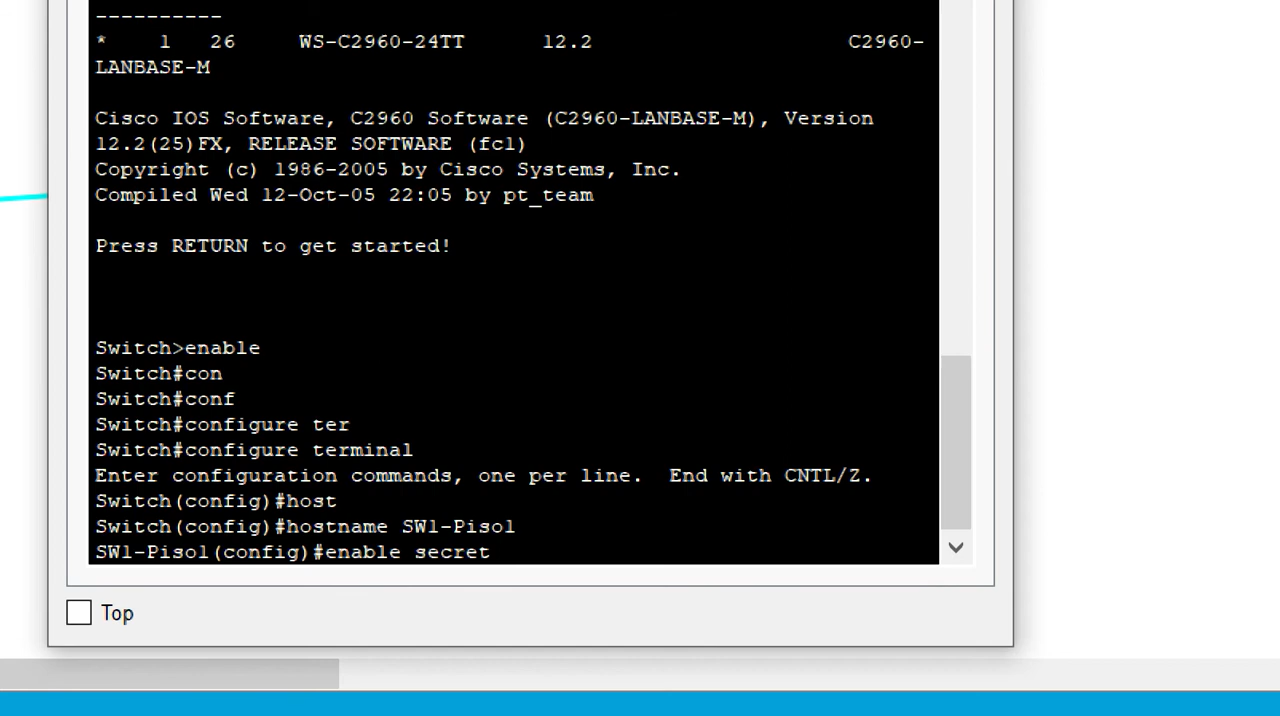 ----------
*    1   26     WS-C2960-24TT      12.2                    C2960-
LANBASE-M
Cisco IOS Software, C2960 Software (C2960-LANBASE-M), Version
12.2(25)FX, RELEASE SOFTWARE (fc1)
Copyright (c) 1986-2005 by Cisco Systems, Inc.
Compiled Wed 12-Oct-05 22:05 by pt_team
Press RETURN to get started!
Switch>enable
Switch#con
Switch#conf
Switch#configure ter
Switch#configure terminal
Enter configuration commands, one per line.  End with CNTL/Z.
Switch(config)#host
Switch(config)#hostname SW1-Pisol
SW1-Pisol(config)#enable secret
Top